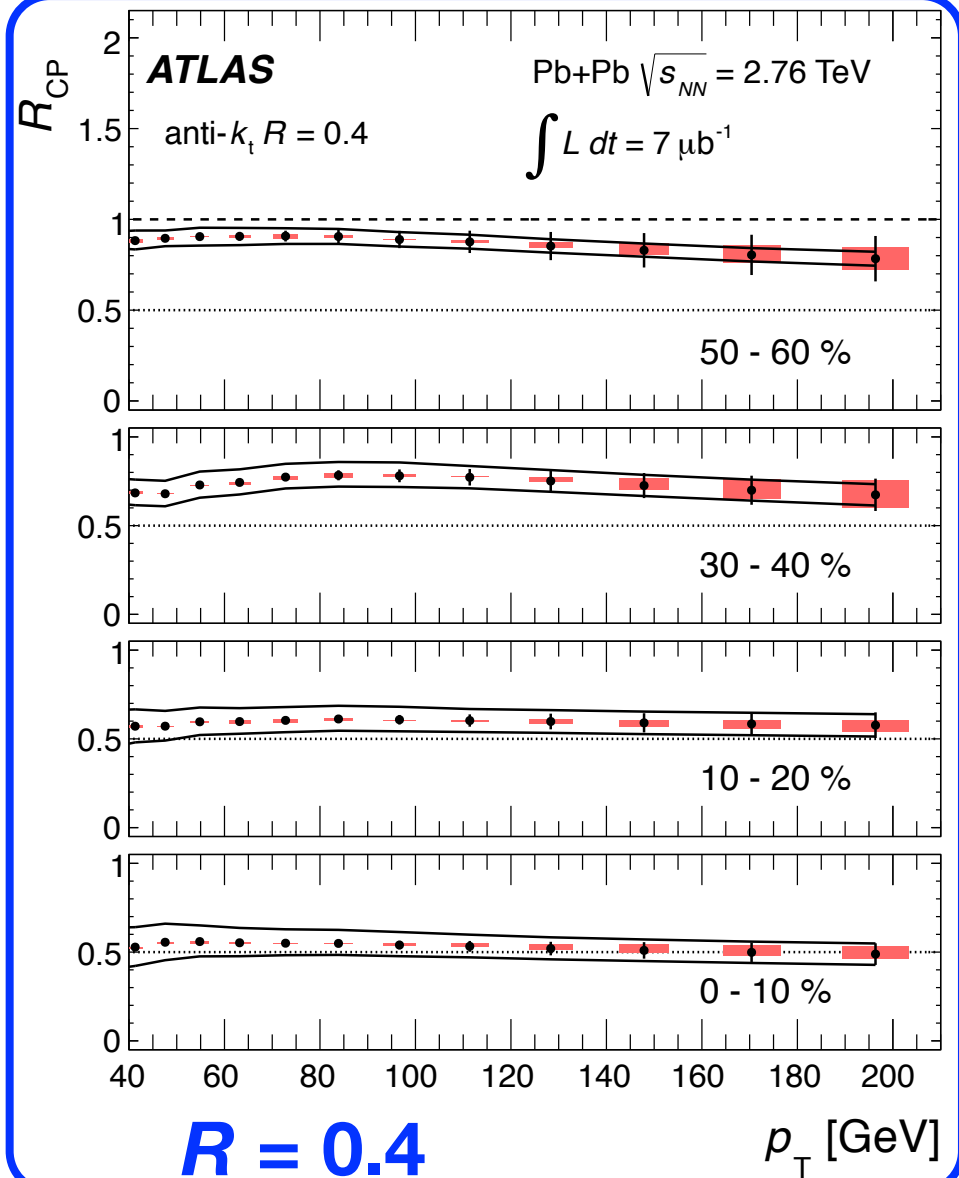 R_CP
ATLAS
Pb+Pb √s_NN = 2.76 TeV
anti-k_t R = 0.4
∫ L dt = 7 μb⁻¹
2
1.5
1
0.5
0
50 - 60 %
1
0.5
0
30 - 40 %
1
0.5
0
10 - 20 %
1
0.5
0
0 - 10 %
40 60 80 100 120 140 160 180 200
R = 0.4
p_T [GeV]